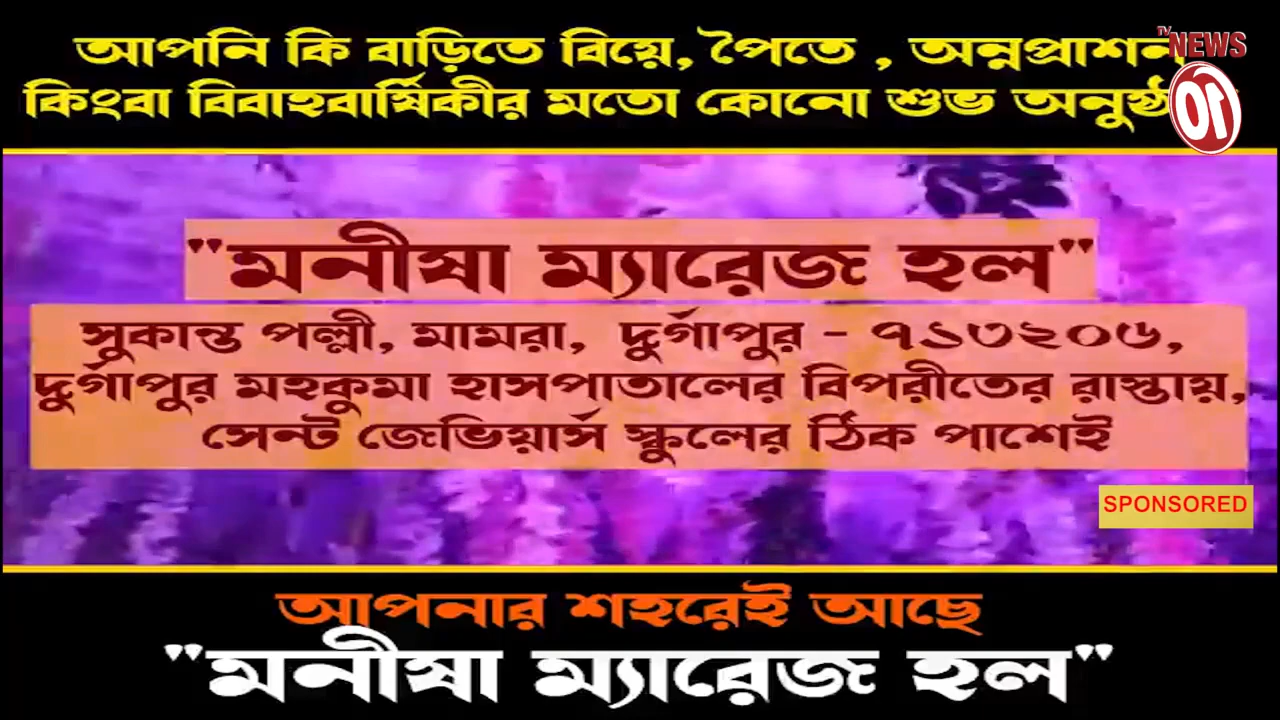 আপনি কি বাড়িতে বিয়ে, পৈতে , অন্নপ্রাশন
কিংবা বিবাহবার্ষিকীর মতো কোনো শুভ
TV NEWS
"মনীষা ম্যারেজ হল"
সুকান্ত পল্লী, মামরা, দুর্গাপুর - ৭১৩২০৬,
দুর্গাপুর মহকুমা হাসপাতালের বিপরীতের রাস্তায়,
সেন্ট জেভিয়ার্স স্কুলের ঠিক পাশেই
SPONSORED
আপনার শহরেই আছে
"মনীষা ম্যারেজ হল"